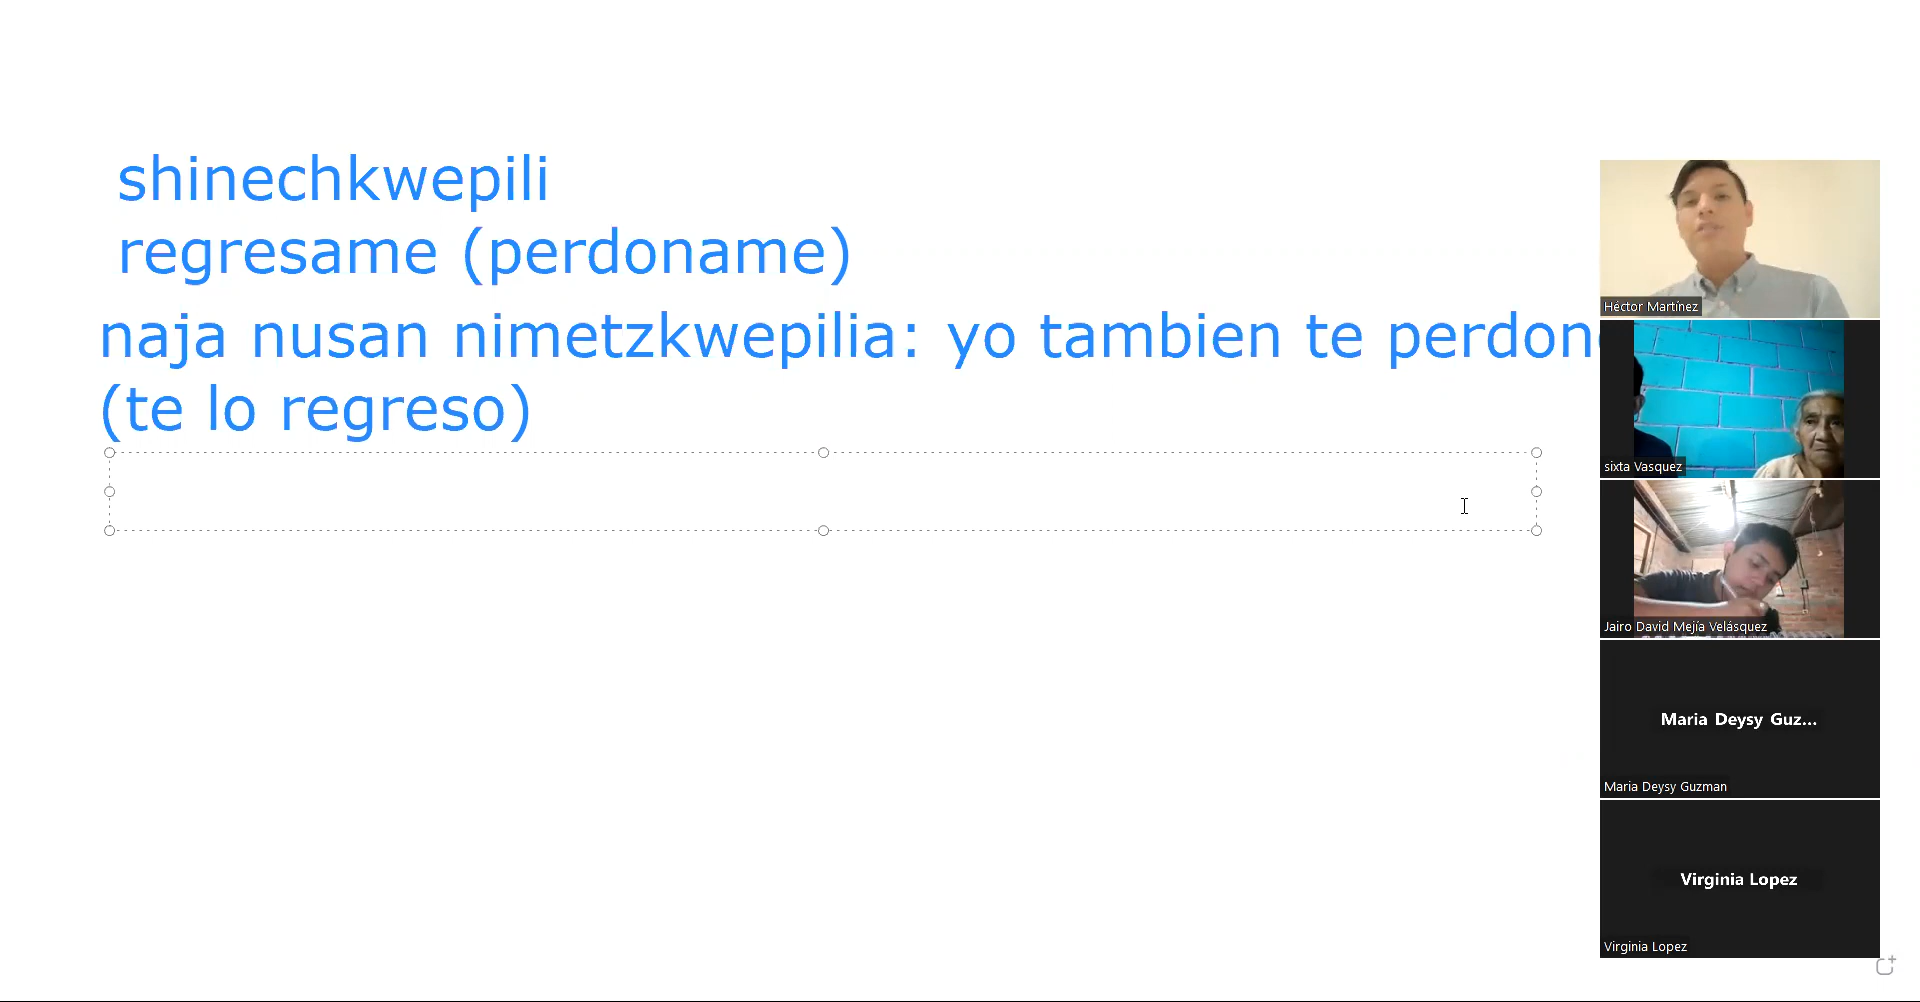 shinechkwepili
regresame (perdoname)
naja nusan nimetzkwepilia: yo tambien te perdon
(te lo regreso)
Héctor Martínez
sixta Vasquez
Jairo David Mejía Velásquez
Maria Deysy Guz...
Maria Deysy Guzman
Virginia Lopez
Virginia Lopez